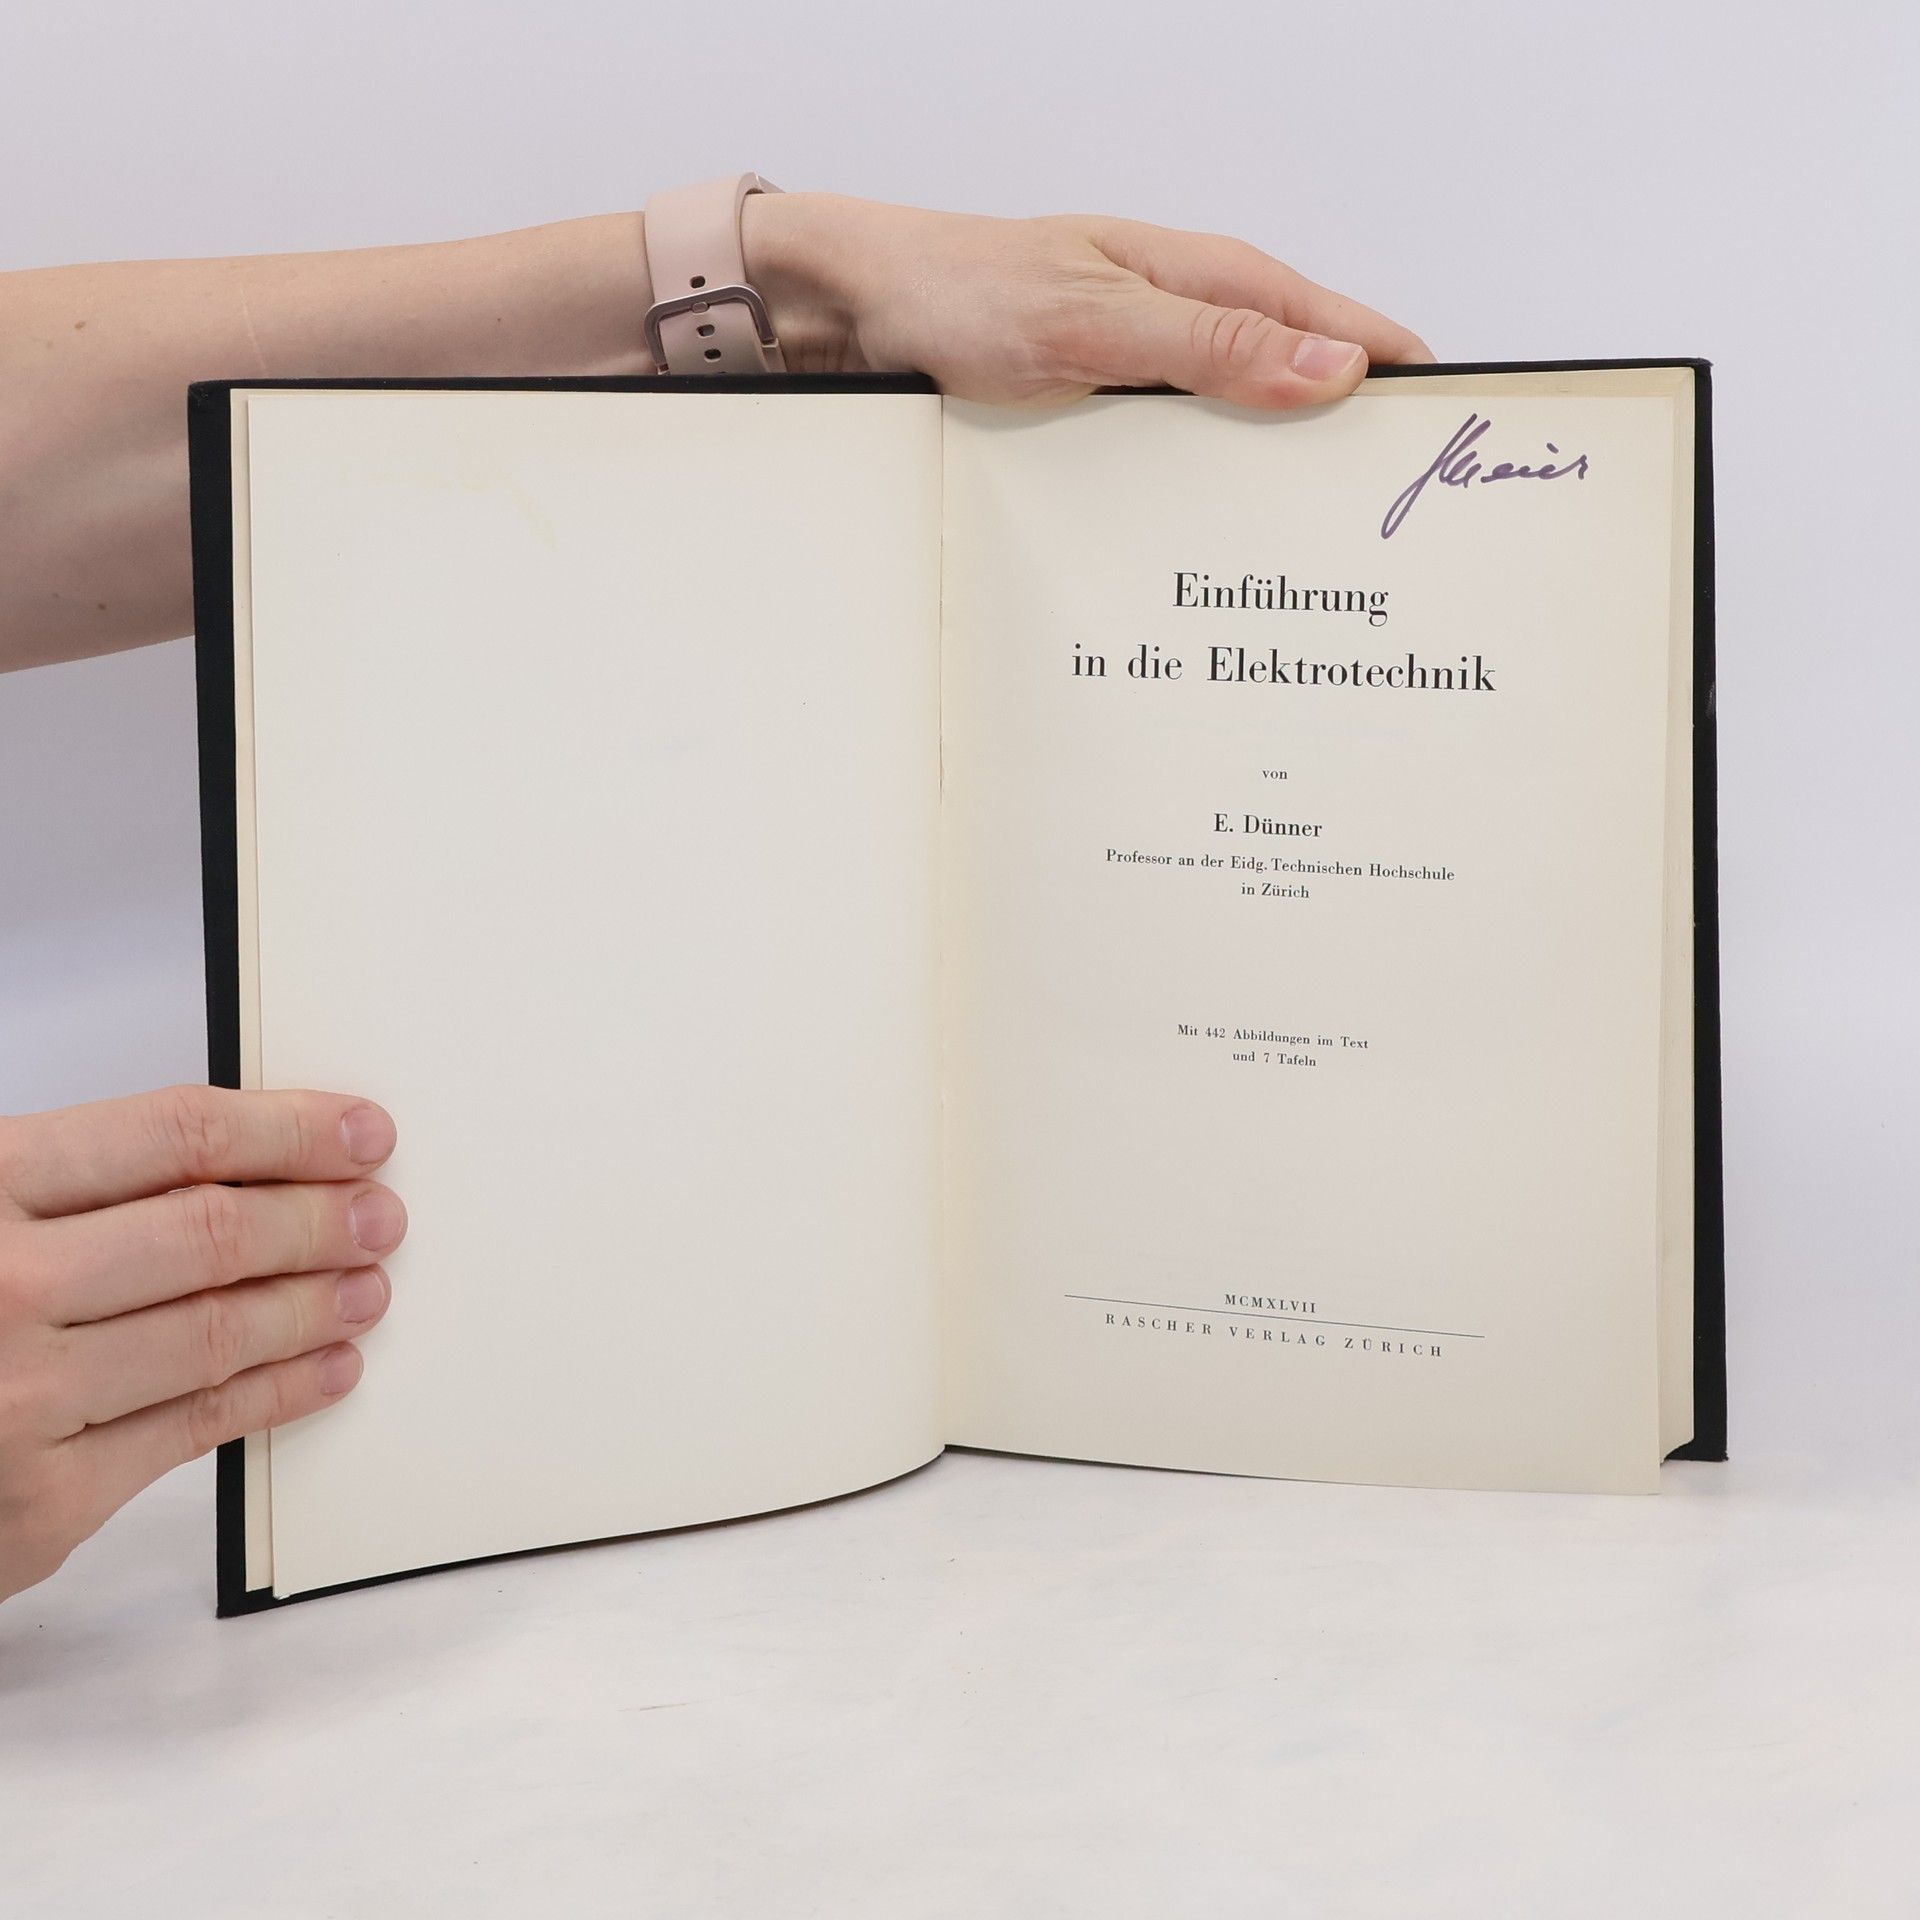 Einführung
in die Elektrotechnik
von
E. Dünner
Professor an der Eidg. Technischen Hochschule
in Zürich
Mit 442 Abbildungen im Text
und 7 Tafeln
MCMXLVII
RASCHER VERLAG ZÜRICH